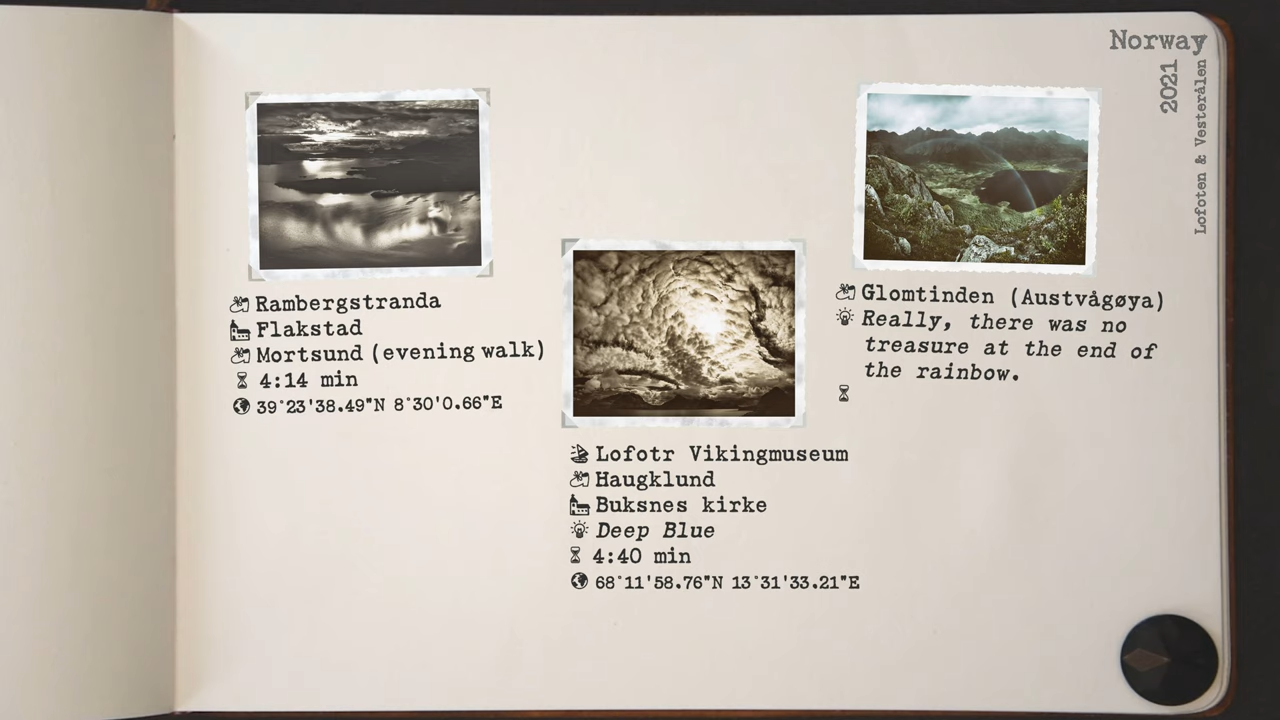 Norway
2021
Lofoten & Vesterålen
Rambergstranda
Flakstad
Mortsund (evening walk)
4:14 min
39°23'38.49"N 8°30'0.66"E
Lofotr Vikingmuseum
Haugklund
Buksnes kirke
Deep Blue
4:40 min
68°11'58.76"N 13°31'33.21"E
Glomtinden (Austvågøya)
Really, there was no
treasure at the end of
the rainbow.